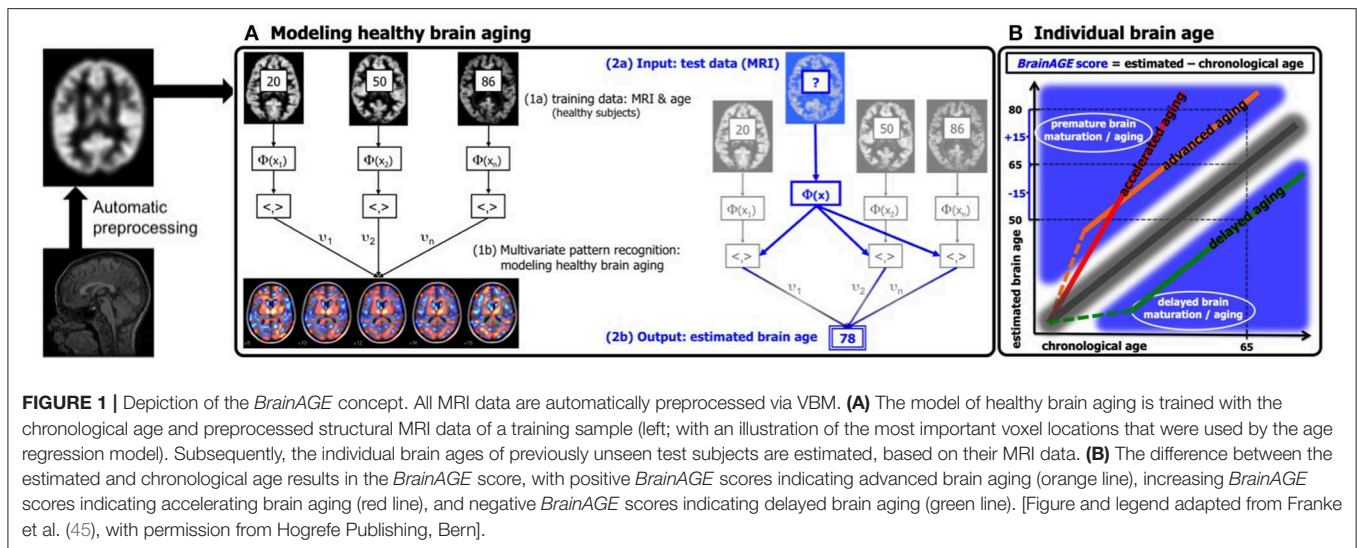 A Modeling healthy brain aging
20
50
86
(1a) training data: MRI & age
(healthy subjects)
Φ(x₁)
Φ(x₂)
Φ(xₙ)
<,>
<,>
<,>
Automatic
preprocessing
υ₁
υ₂
υₙ
(1b) Multivariate pattern recognition:
modeling healthy brain aging
(2a) Input: test data (MRI)
?
20
50
86
Φ(x)
Φ(x₁)
Φ(x₂)
Φ(xₙ)
<,>
<,>
<,>
υ₁
υ₂
υₙ
(2b) Output: estimated brain age
78
B Individual brain age
BrainAGE score = estimated − chronological age
80
+15
65
-15
50
estimated brain age
premature brain
maturation / aging
accelerated aging
advanced aging
delayed aging
delayed brain
maturation / aging
chronological age
65
FIGURE 1 | Depiction of the BrainAGE concept. All MRI data are automatically preprocessed via VBM. (A) The model of healthy brain aging is trained with the
chronological age and preprocessed structural MRI data of a training sample (left; with an illustration of the most important voxel locations that were used by the age
regression model). Subsequently, the individual brain ages of previously unseen test subjects are estimated, based on their MRI data. (B) The difference between the
estimated and chronological age results in the BrainAGE score, with positive BrainAGE scores indicating advanced brain aging (orange line), increasing BrainAGE
scores indicating accelerating brain aging (red line), and negative BrainAGE scores indicating delayed brain aging (green line). [Figure and legend adapted from Franke
et al. (45), with permission from Hogrefe Publishing, Bern].